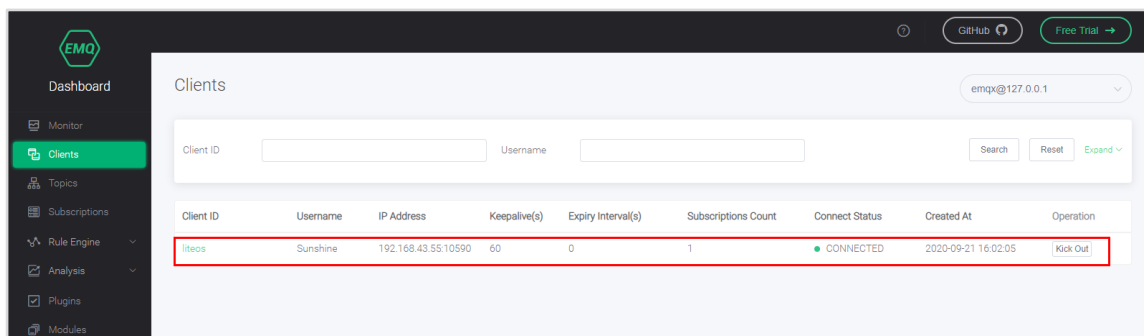 EMQ
GitHub
Free Trial →
Dashboard
Clients
emqx@127.0.0.1
Monitor
Clients
Topics
Subscriptions
Rule Engine
Analysis
Plugins
Modules
Client ID
Username
Search
Reset
Expand
Client ID Username IP Address Keepalive(s) Expiry Interval(s) Subscriptions Count Connect Status Created At Operation
liteos Sunshine 192.168.43.55:10590 60 0 1 CONNECTED 2020-09-21 16:02:05 Kick Out